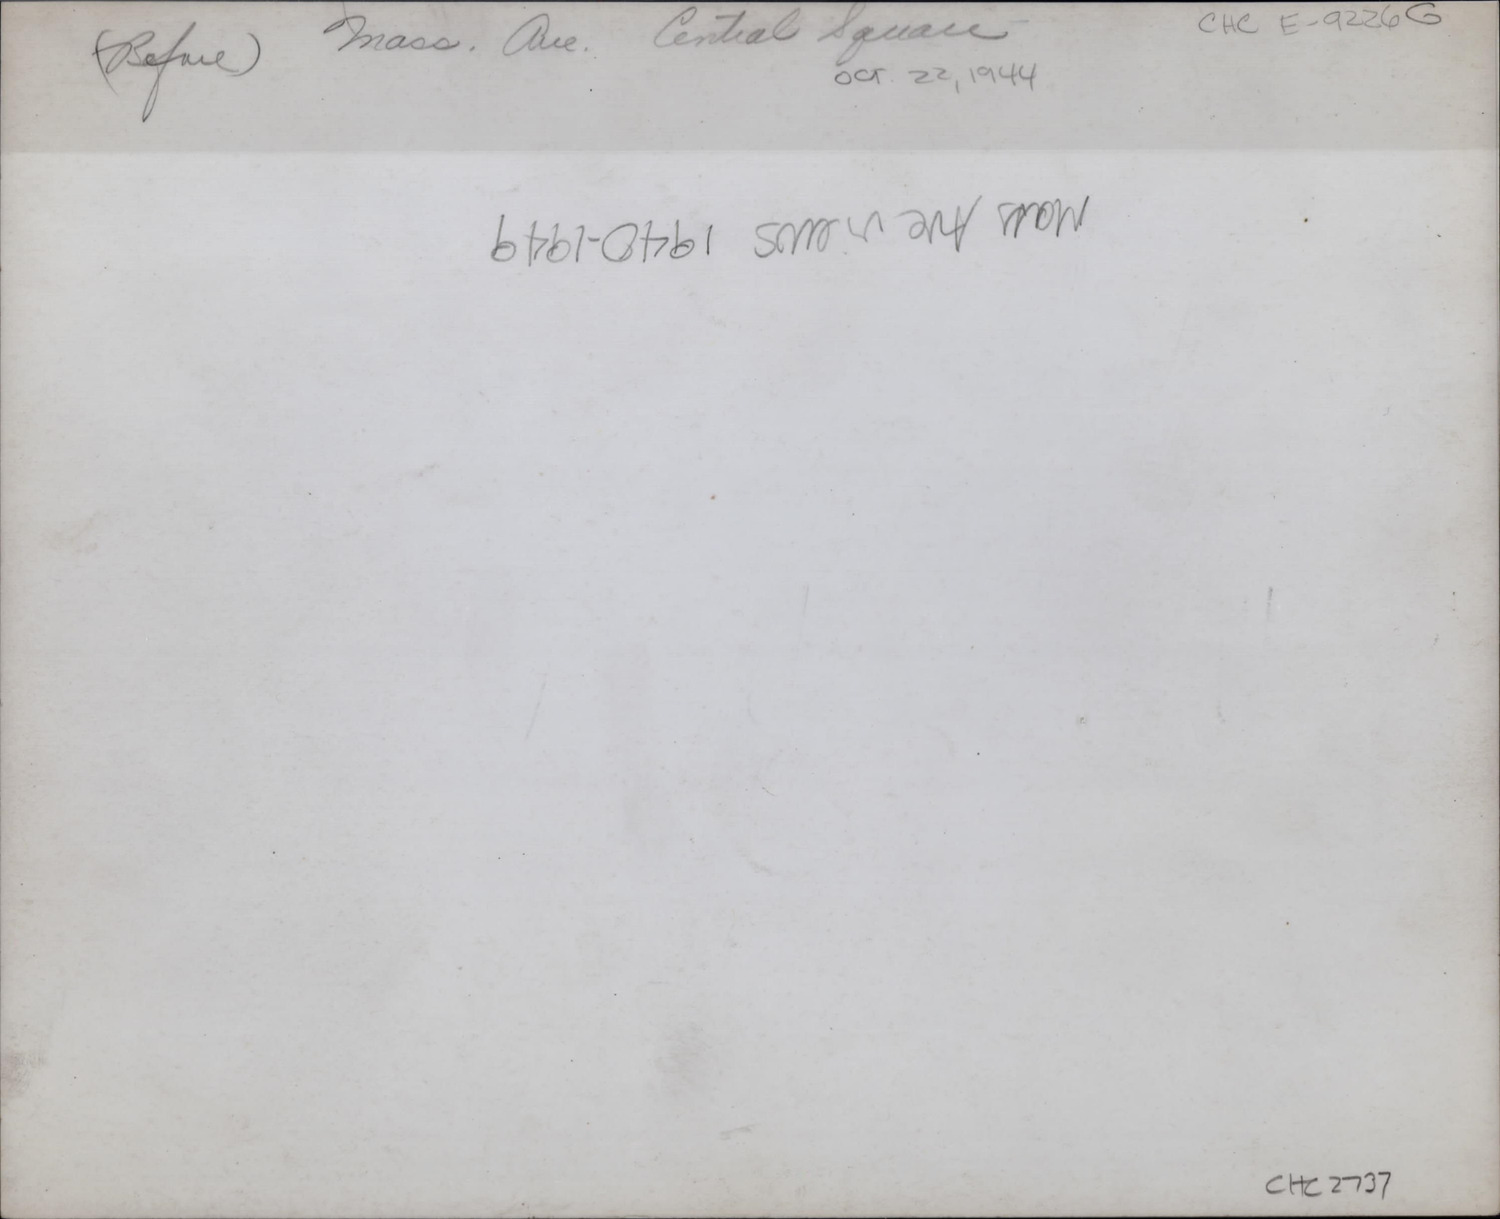 (Before) Mass. Ave. Central Square CHC E-9226G
OCT. 22, 1944
Mass Ave views 1940-1949
CHC 2737